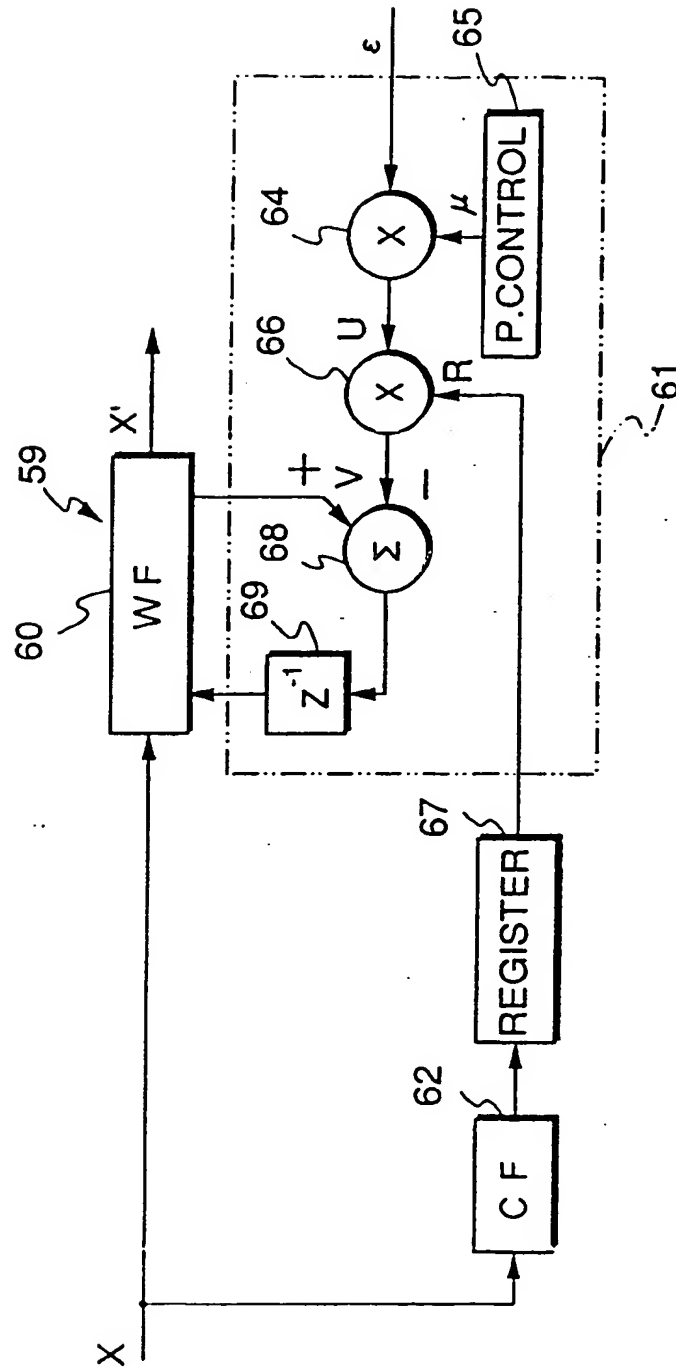 X
60
WF
59
X'
69
Z⁻¹
68
Σ
+
V
−
66
X
U
R
64
X
μ
ε
65
P.CONTROL
61
62
CF
67
REGISTER